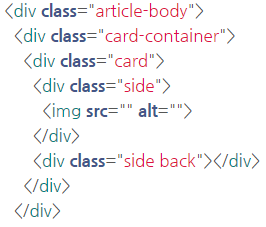 <div class="article-body">
<div class="card-container">
<div class="card">
<div class="side">
<img src="" alt="">
</div>
<div class="side back"></div>
</div>
</div>